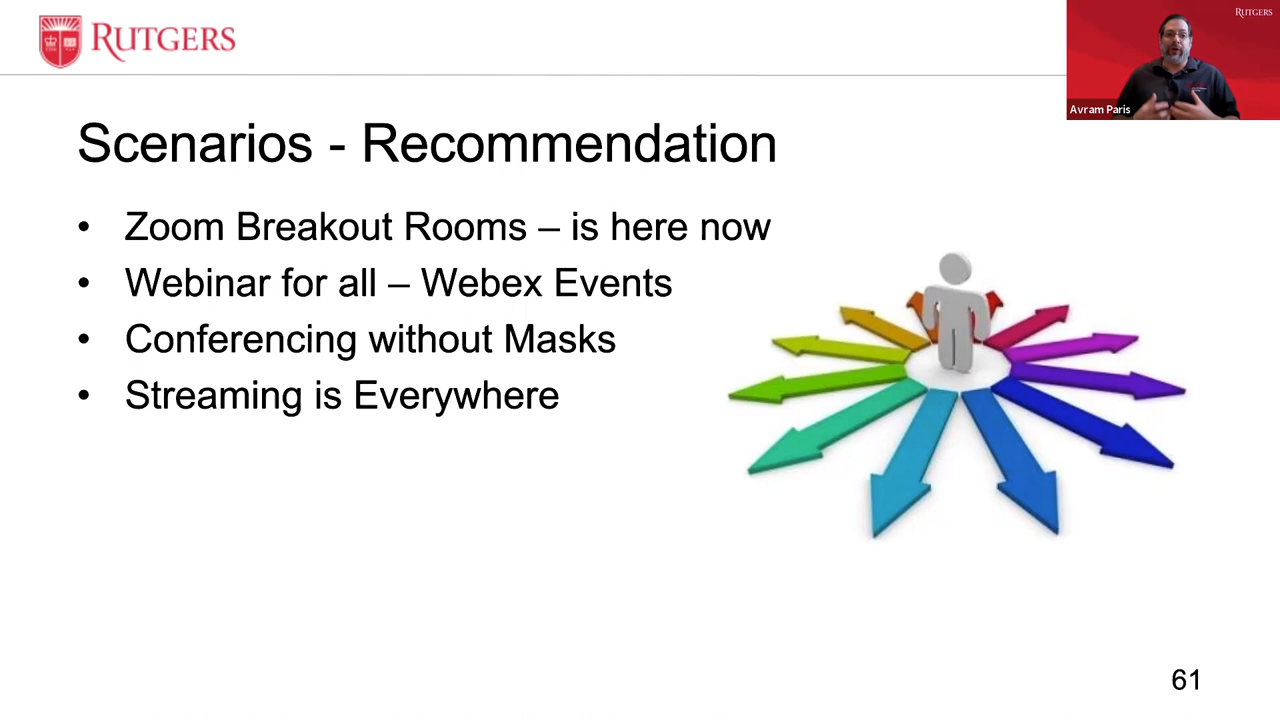 RUTGERS
RUTGERS
Avram Paris
Scenarios - Recommendation
• Zoom Breakout Rooms – is here now
• Webinar for all – Webex Events
• Conferencing without Masks
• Streaming is Everywhere
61